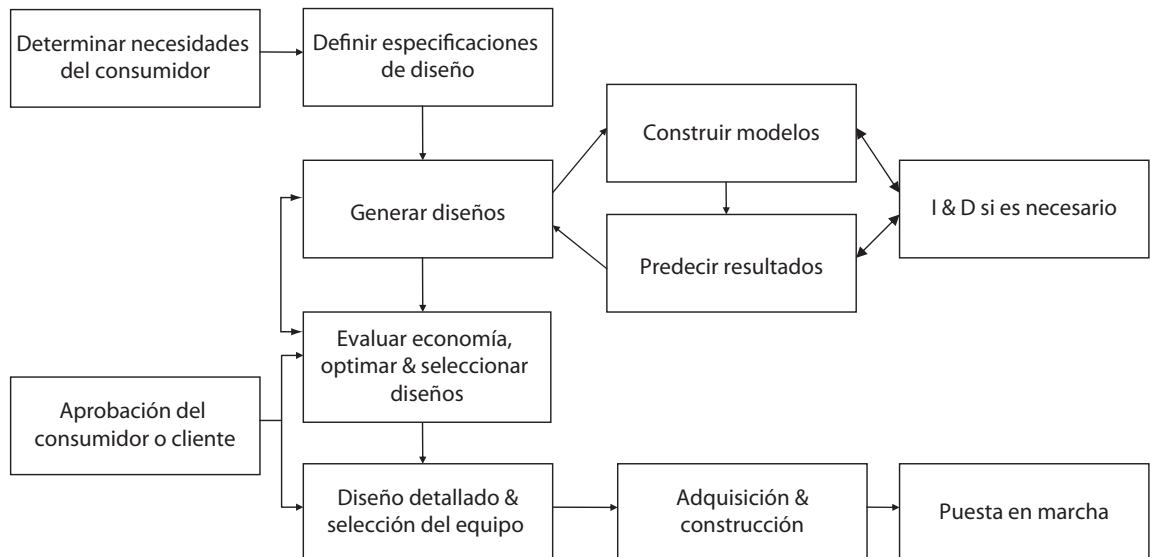 Determinar necesidades
del consumidor
Definir especificaciones
de diseño
Construir modelos
Generar diseños
I & D si es necesario
Predecir resultados
Evaluar economía,
optimar & seleccionar
diseños
Aprobación del
consumidor o cliente
Diseño detallado &
selección del equipo
Adquisición &
construcción
Puesta en marcha